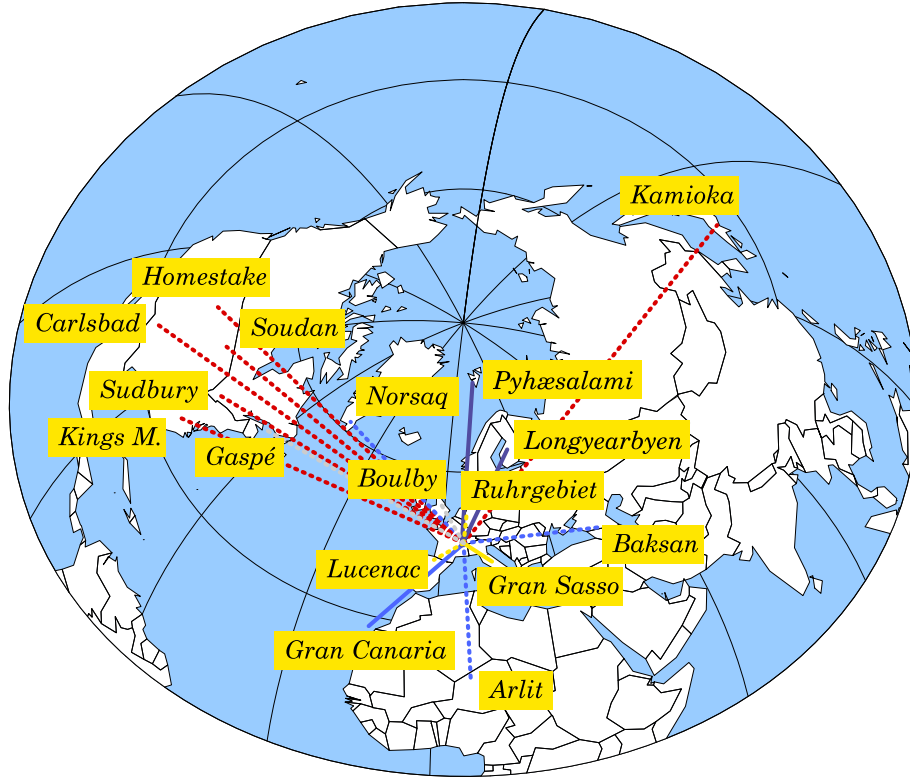 Kamioka
Homestake
Carlsbad
Soudan
Pyhæsalami
Sudbury
Norsaq
Kings M.
Longyearbyen
Gaspé
Boulby
Ruhrgebiet
Baksan
Lucenac
Gran Sasso
Gran Canaria
Arlit